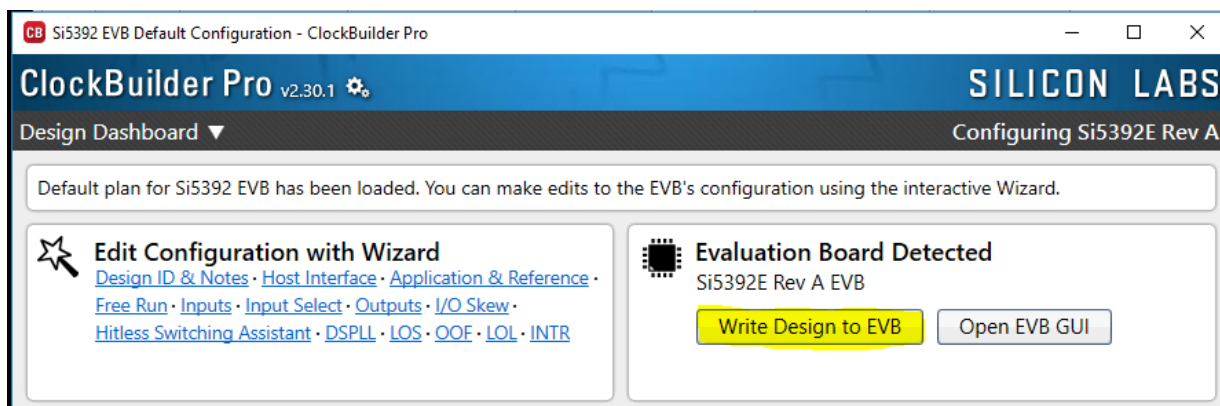 CB Si5392 EVB Default Configuration - ClockBuilder Pro
ClockBuilder Pro v2.30.1 SILICON LABS
Design Dashboard ▼ Configuring Si5392E Rev A
Default plan for Si5392 EVB has been loaded. You can make edits to the EVB's configuration using the interactive Wizard.
Edit Configuration with Wizard
Design ID & Notes · Host Interface · Application & Reference ·
Free Run · Inputs · Input Select · Outputs · I/O Skew ·
Hitless Switching Assistant · DSPLL · LOS · OOF · LOL · INTR
Evaluation Board Detected
Si5392E Rev A EVB
Write Design to EVB Open EVB GUI